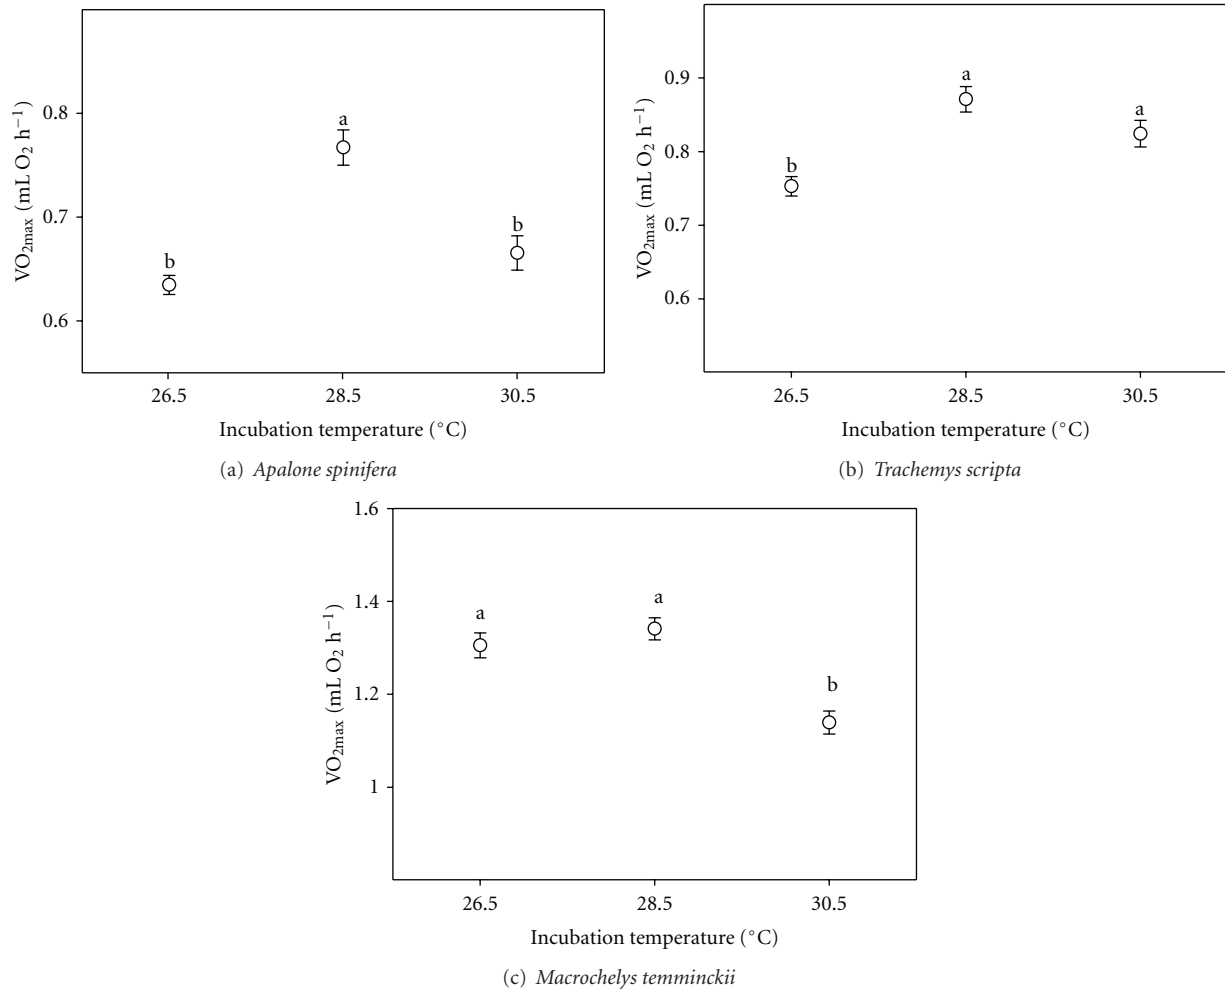 VO2max (mL O2 h−1)
0.8
0.7
0.6
b
a
b
26.5 28.5 30.5
Incubation temperature (°C)
(a) Apalone spinifera
VO2max (mL O2 h−1)
0.9
0.8
0.7
0.6
b
a
a
26.5 28.5 30.5
Incubation temperature (°C)
(b) Trachemys scripta
VO2max (mL O2 h−1)
1.6
1.4
1.2
1
a
a
b
26.5 28.5 30.5
Incubation temperature (°C)
(c) Macrochelys temminckii